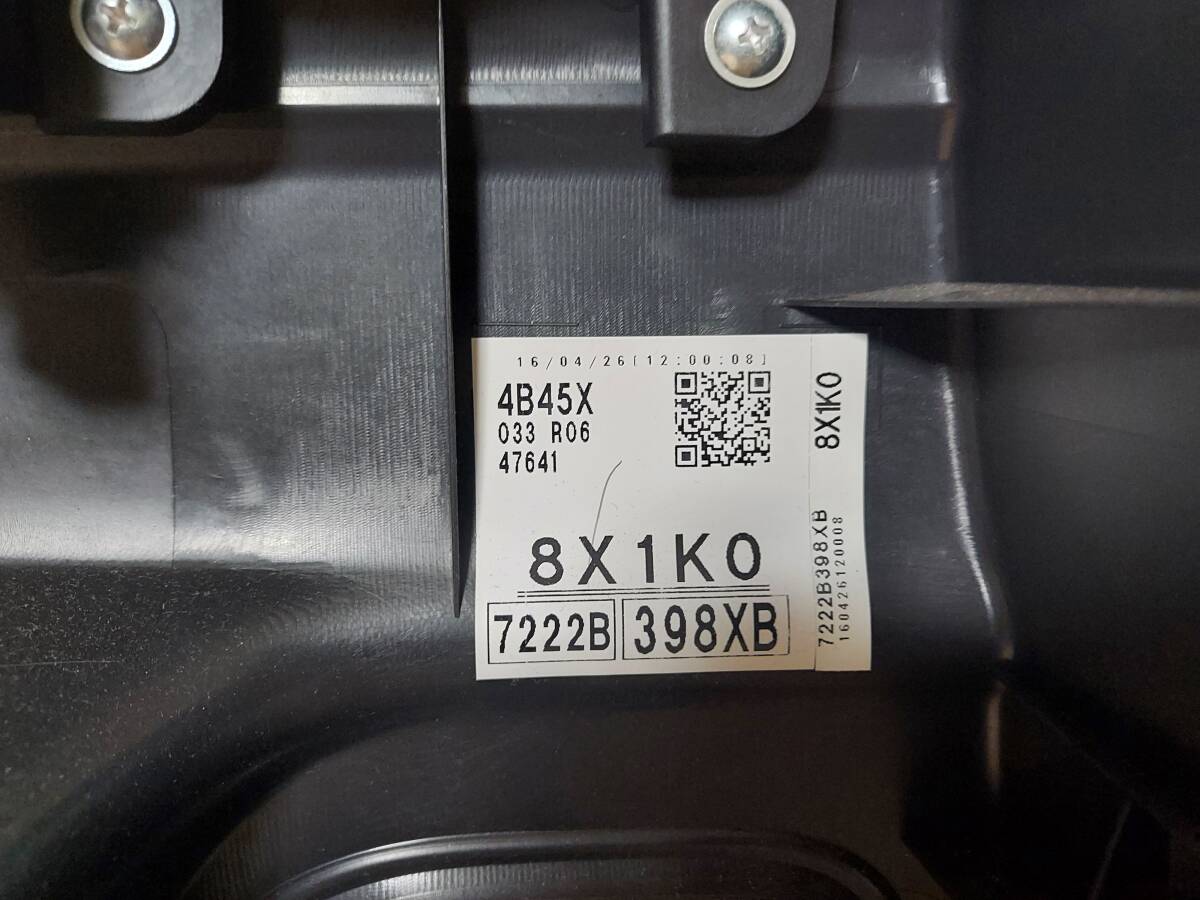 16/04/26[12:00:08]
4B45X
033 R06
47641
8X1K0
7222B 398XB
8X1K0
7222B398XB
160426120008